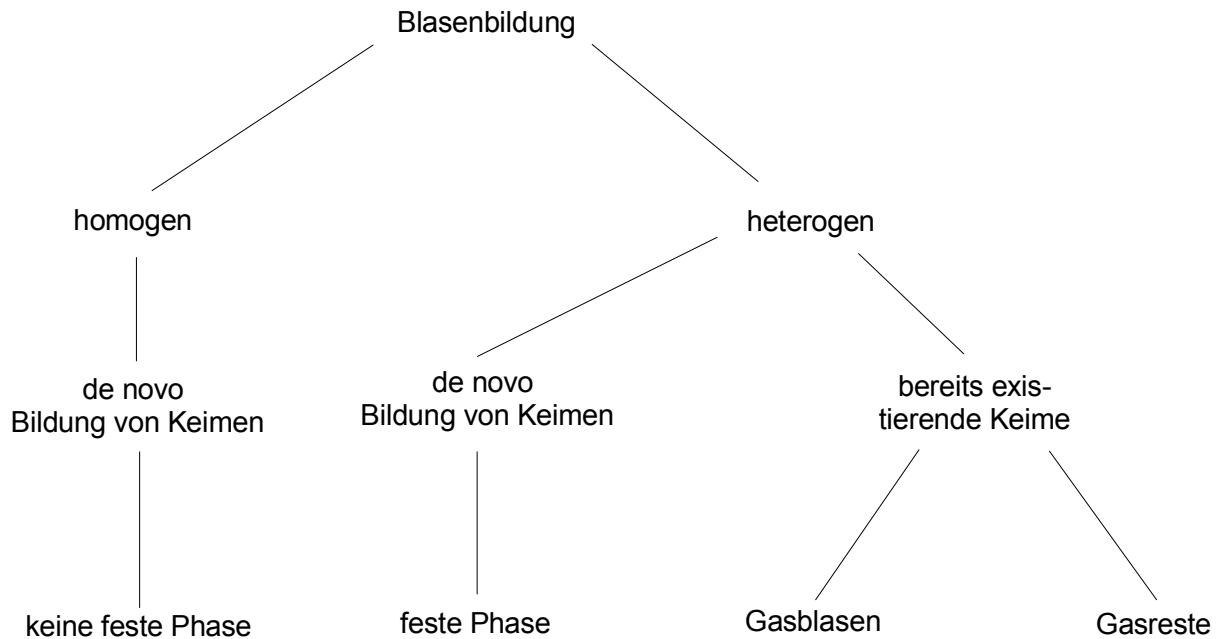 Blasenbildung
homogen
heterogen
de novo
Bildung von Keimen
de novo
Bildung von Keimen
bereits exis-
tierende Keime
keine feste Phase
feste Phase
Gasblasen
Gasreste